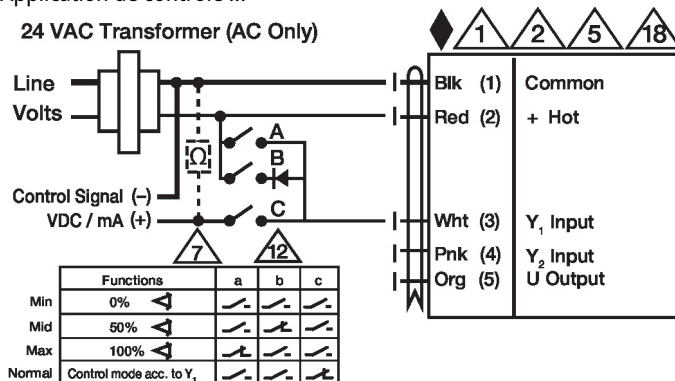 24 VAC Transformer (AC Only)
1 2 5 18
Line
Volts
Blk (1) Common
Red (2) + Hot
A
B
C
Ω
Control Signal (–)
VDC / mA (+)
Wht (3) Y1 Input
Pnk (4) Y2 Input
Org (5) U Output
7 12
Functions a b c
Min 0%
Mid 50%
Max 100%
Normal Control mode acc. to Y1